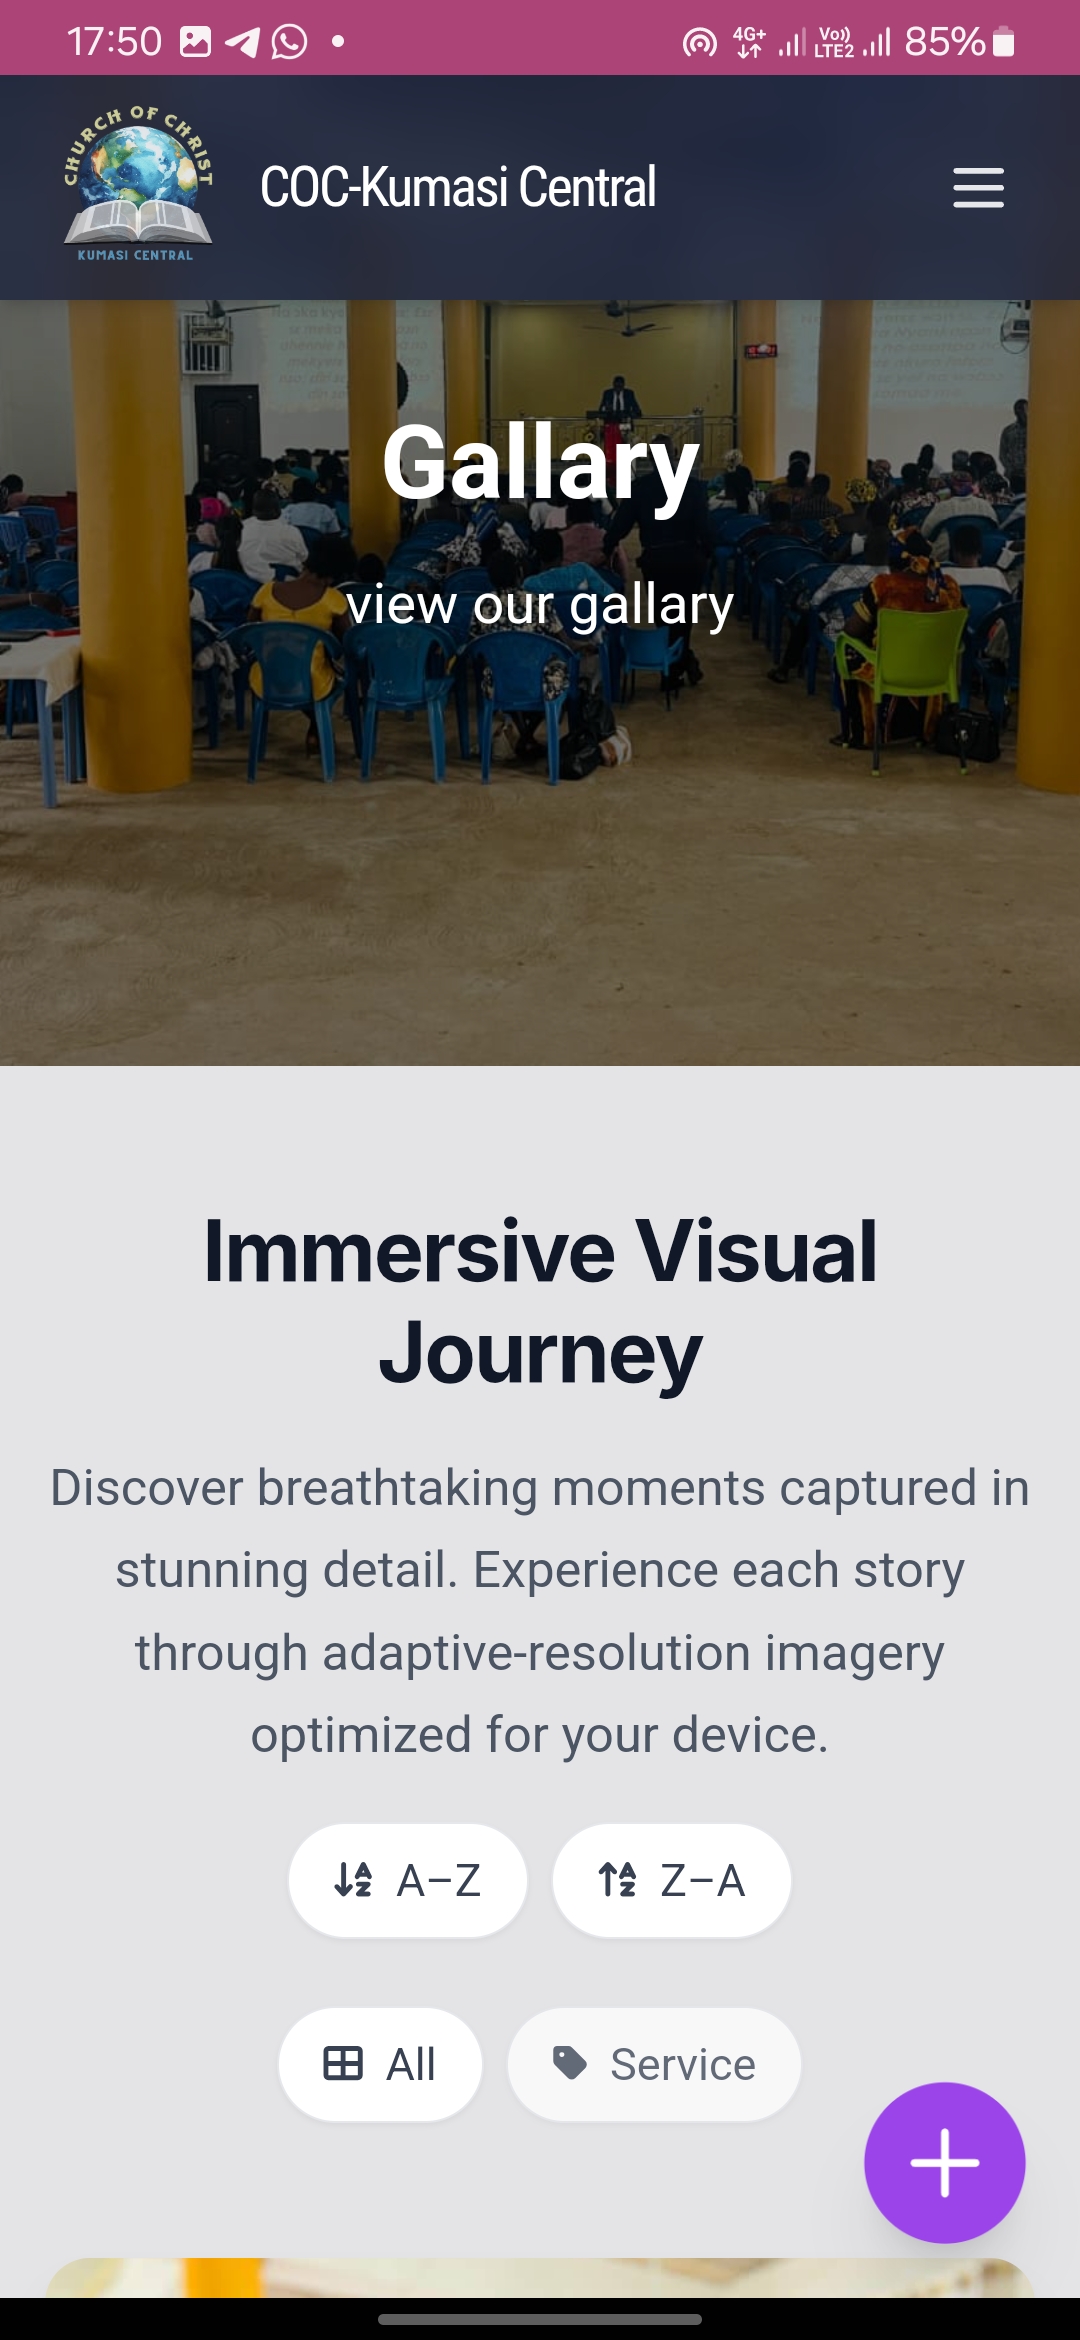 17:50
4G+
Vo))
LTE2
85%
CHURCH OF CHRIST
KUMASI CENTRAL
COC-Kumasi Central
Gallary
view our gallary
Immersive Visual
Journey
Discover breathtaking moments captured in
stunning detail. Experience each story
through adaptive-resolution imagery
optimized for your device.
A–Z
Z–A
All
Service